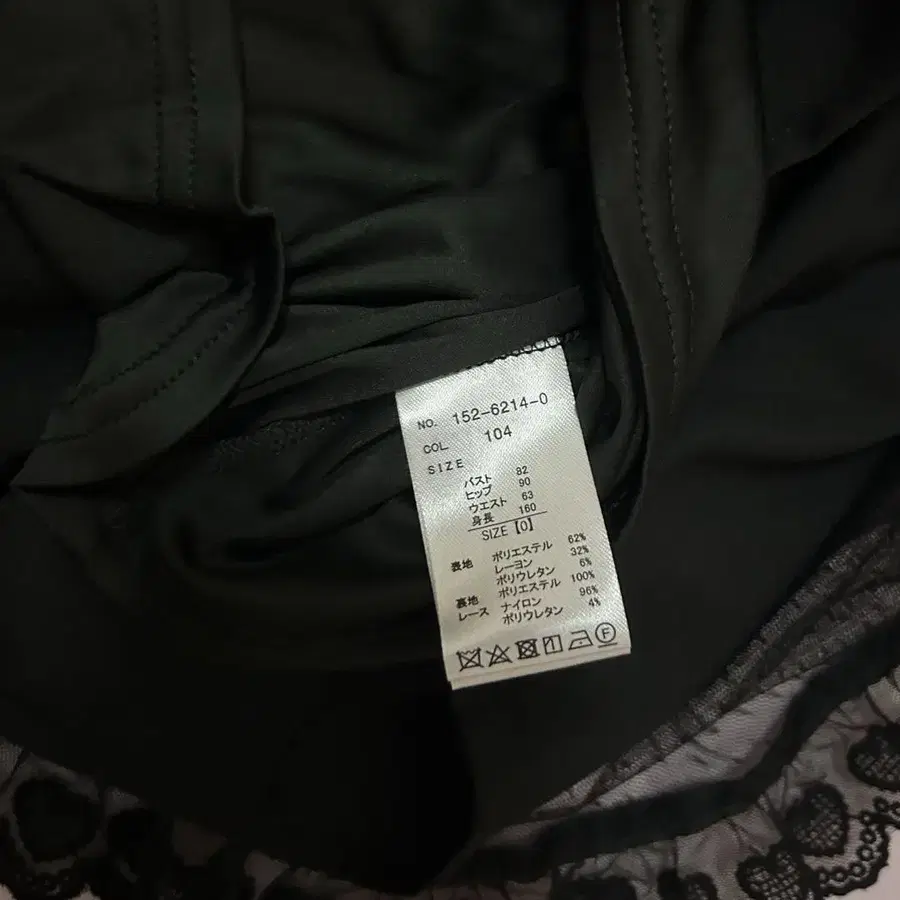 NO. 152-6214-0
COL 104
SIZE
バスト 82
ヒップ 90
ウエスト 63
身長 160
SIZE【0】
表地 ポリエステル 62%
レーヨン 32%
ポリウレタン 6%
裏地 ポリエステル 100%
レース ナイロン 96%
ポリウレタン 4%
F